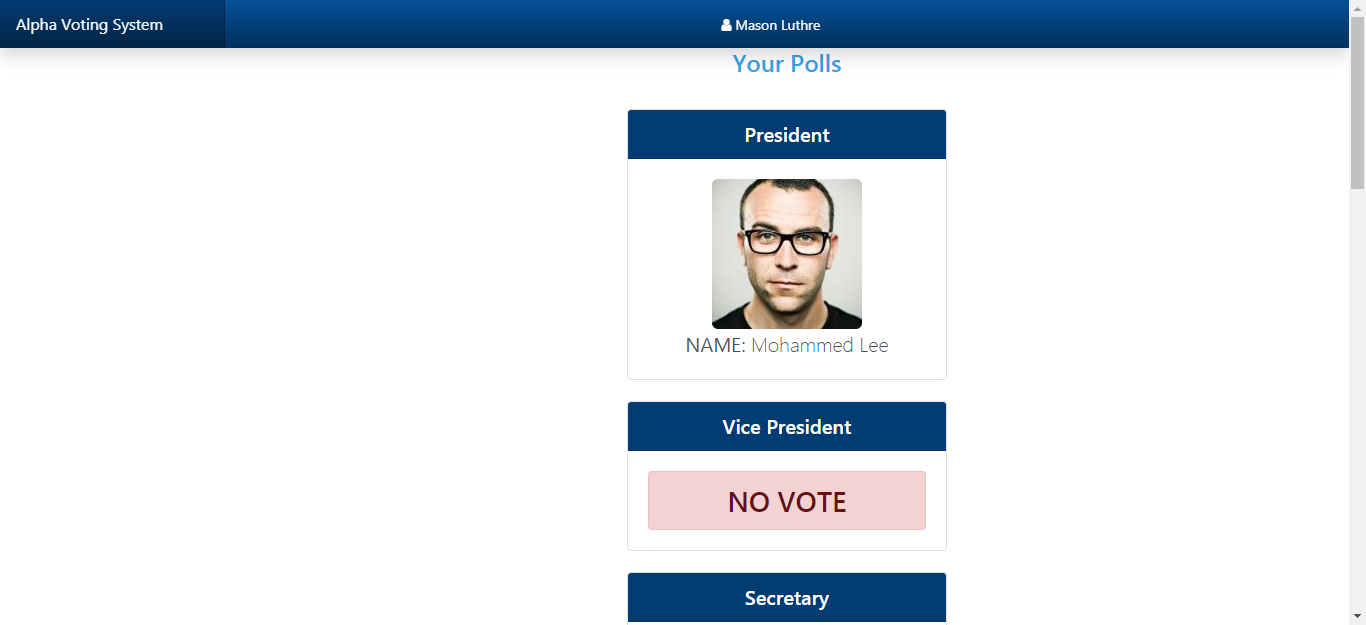 Alpha Voting System
Mason Luthre
Your Polls
President
NAME: Mohammed Lee
Vice President
NO VOTE
Secretary